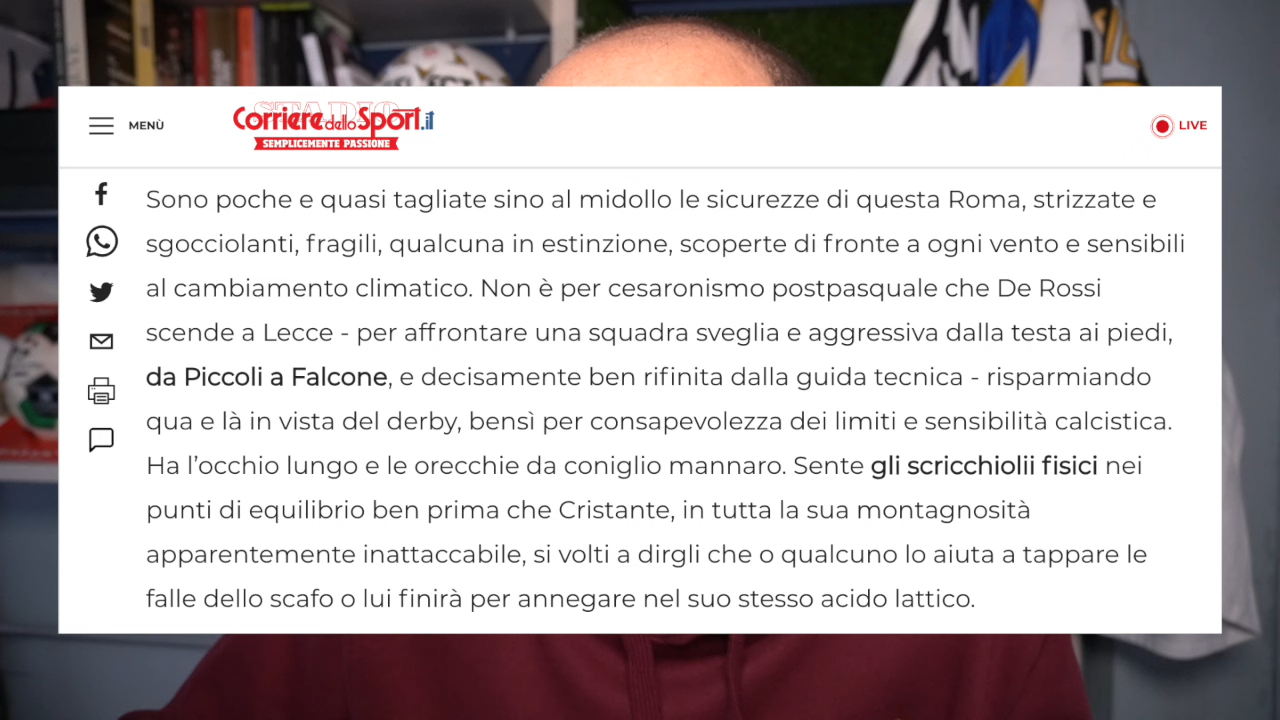 STADIO
MENÙ
Corriere dello Sport.it
SEMPLICEMENTE PASSIONE
LIVE
Sono poche e quasi tagliate sino al midollo le sicurezze di questa Roma, strizzate e
sgocciolanti, fragili, qualcuna in estinzione, scoperte di fronte a ogni vento e sensibili
al cambiamento climatico. Non è per cesaronismo postpasquale che De Rossi
scende a Lecce - per affrontare una squadra sveglia e aggressiva dalla testa ai piedi,
da Piccoli a Falcone, e decisamente ben rifinita dalla guida tecnica - risparmiando
qua e là in vista del derby, bensì per consapevolezza dei limiti e sensibilità calcistica.
Ha l’occhio lungo e le orecchie da coniglio mannaro. Sente gli scricchiolii fisici nei
punti di equilibrio ben prima che Cristante, in tutta la sua montagnosità
apparentemente inattaccabile, si volti a dirgli che o qualcuno lo aiuta a tappare le
falle dello scafo o lui finirà per annegare nel suo stesso acido lattico.